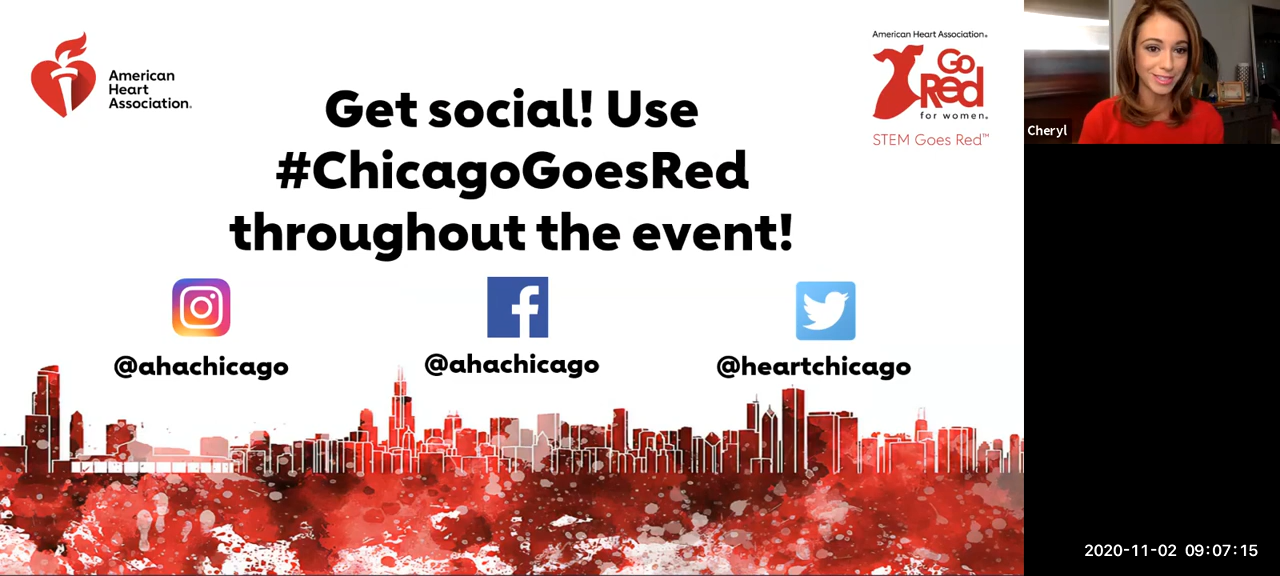 American
Heart
Association.
American Heart Association.
Go
Red
for women.
STEM Goes Red™
Get social! Use
#ChicagoGoesRed
throughout the event!
@ahachicago
@ahachicago
@heartchicago
Cheryl
2020-11-02 09:07:15